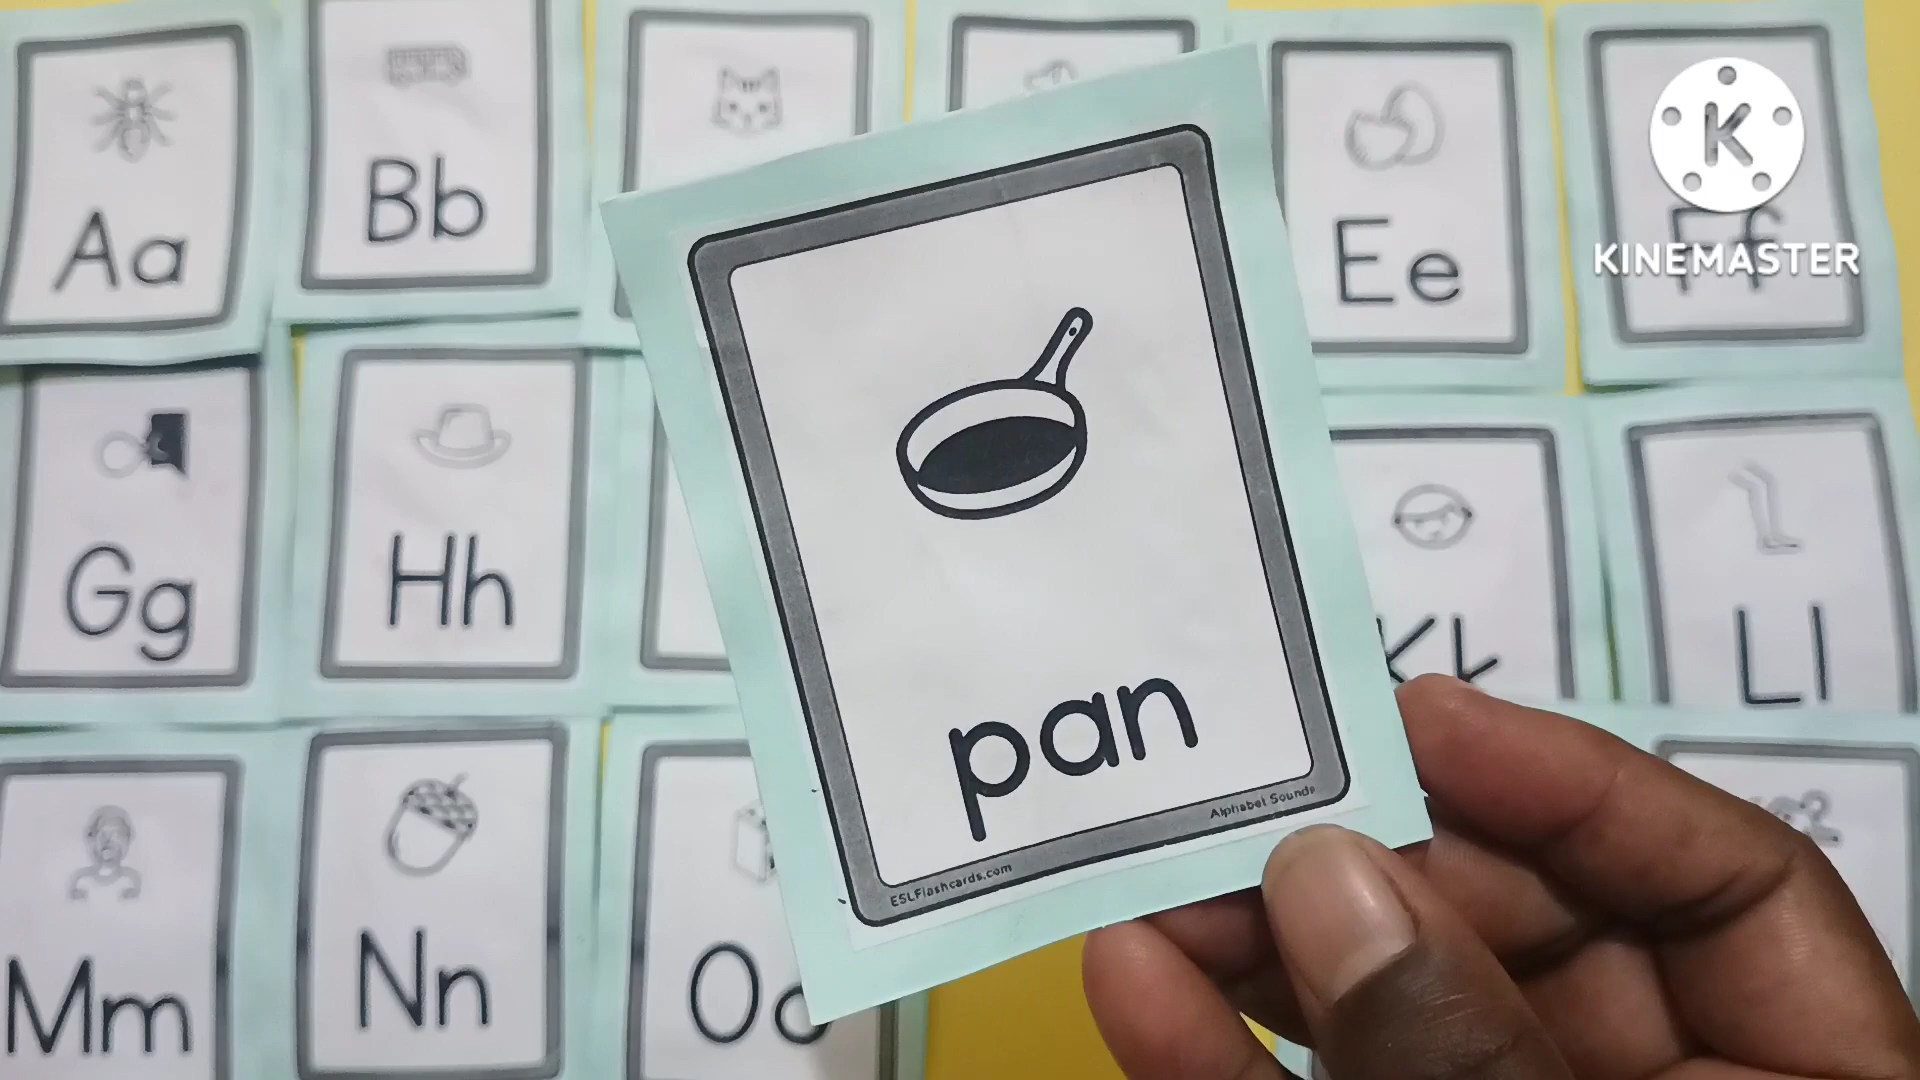 Aa
Bb
Ee
Ff
K
KINEMASTER
Gg
Hh
Kk
Ll
pan
Alphabet Sounds
ESLFlashcards.com
Mm
Nn
Oo